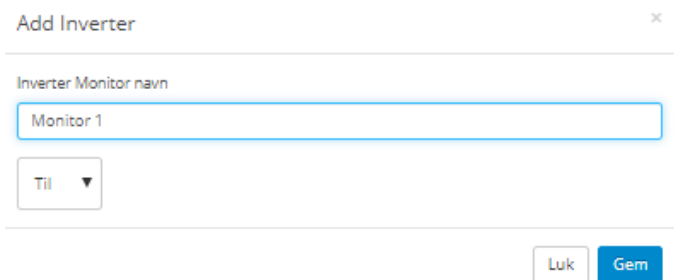 Add Inverter ×
Inverter Monitor navn
Monitor 1
Til ▼
Luk Gem